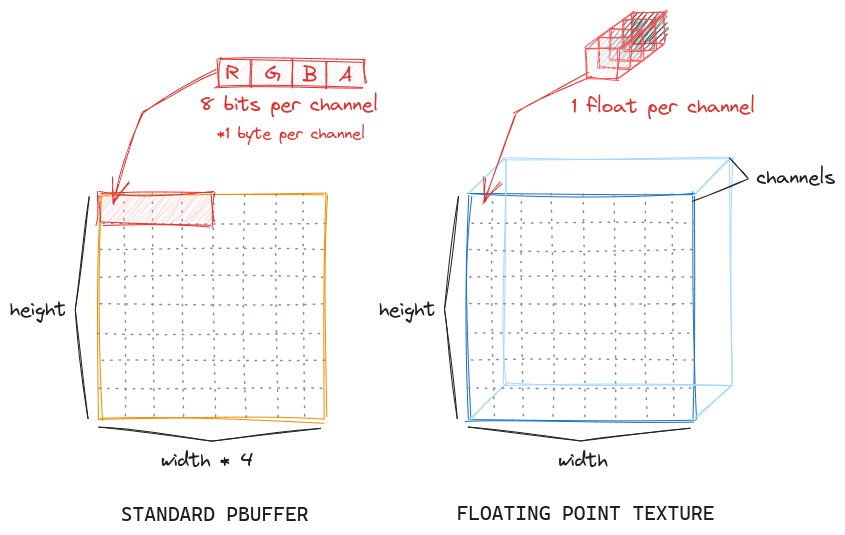 R G B A
8 bits per channel
*1 byte per channel
height
width * 4
STANDARD PBUFFER
1 float per channel
channels
height
width
FLOATING POINT TEXTURE